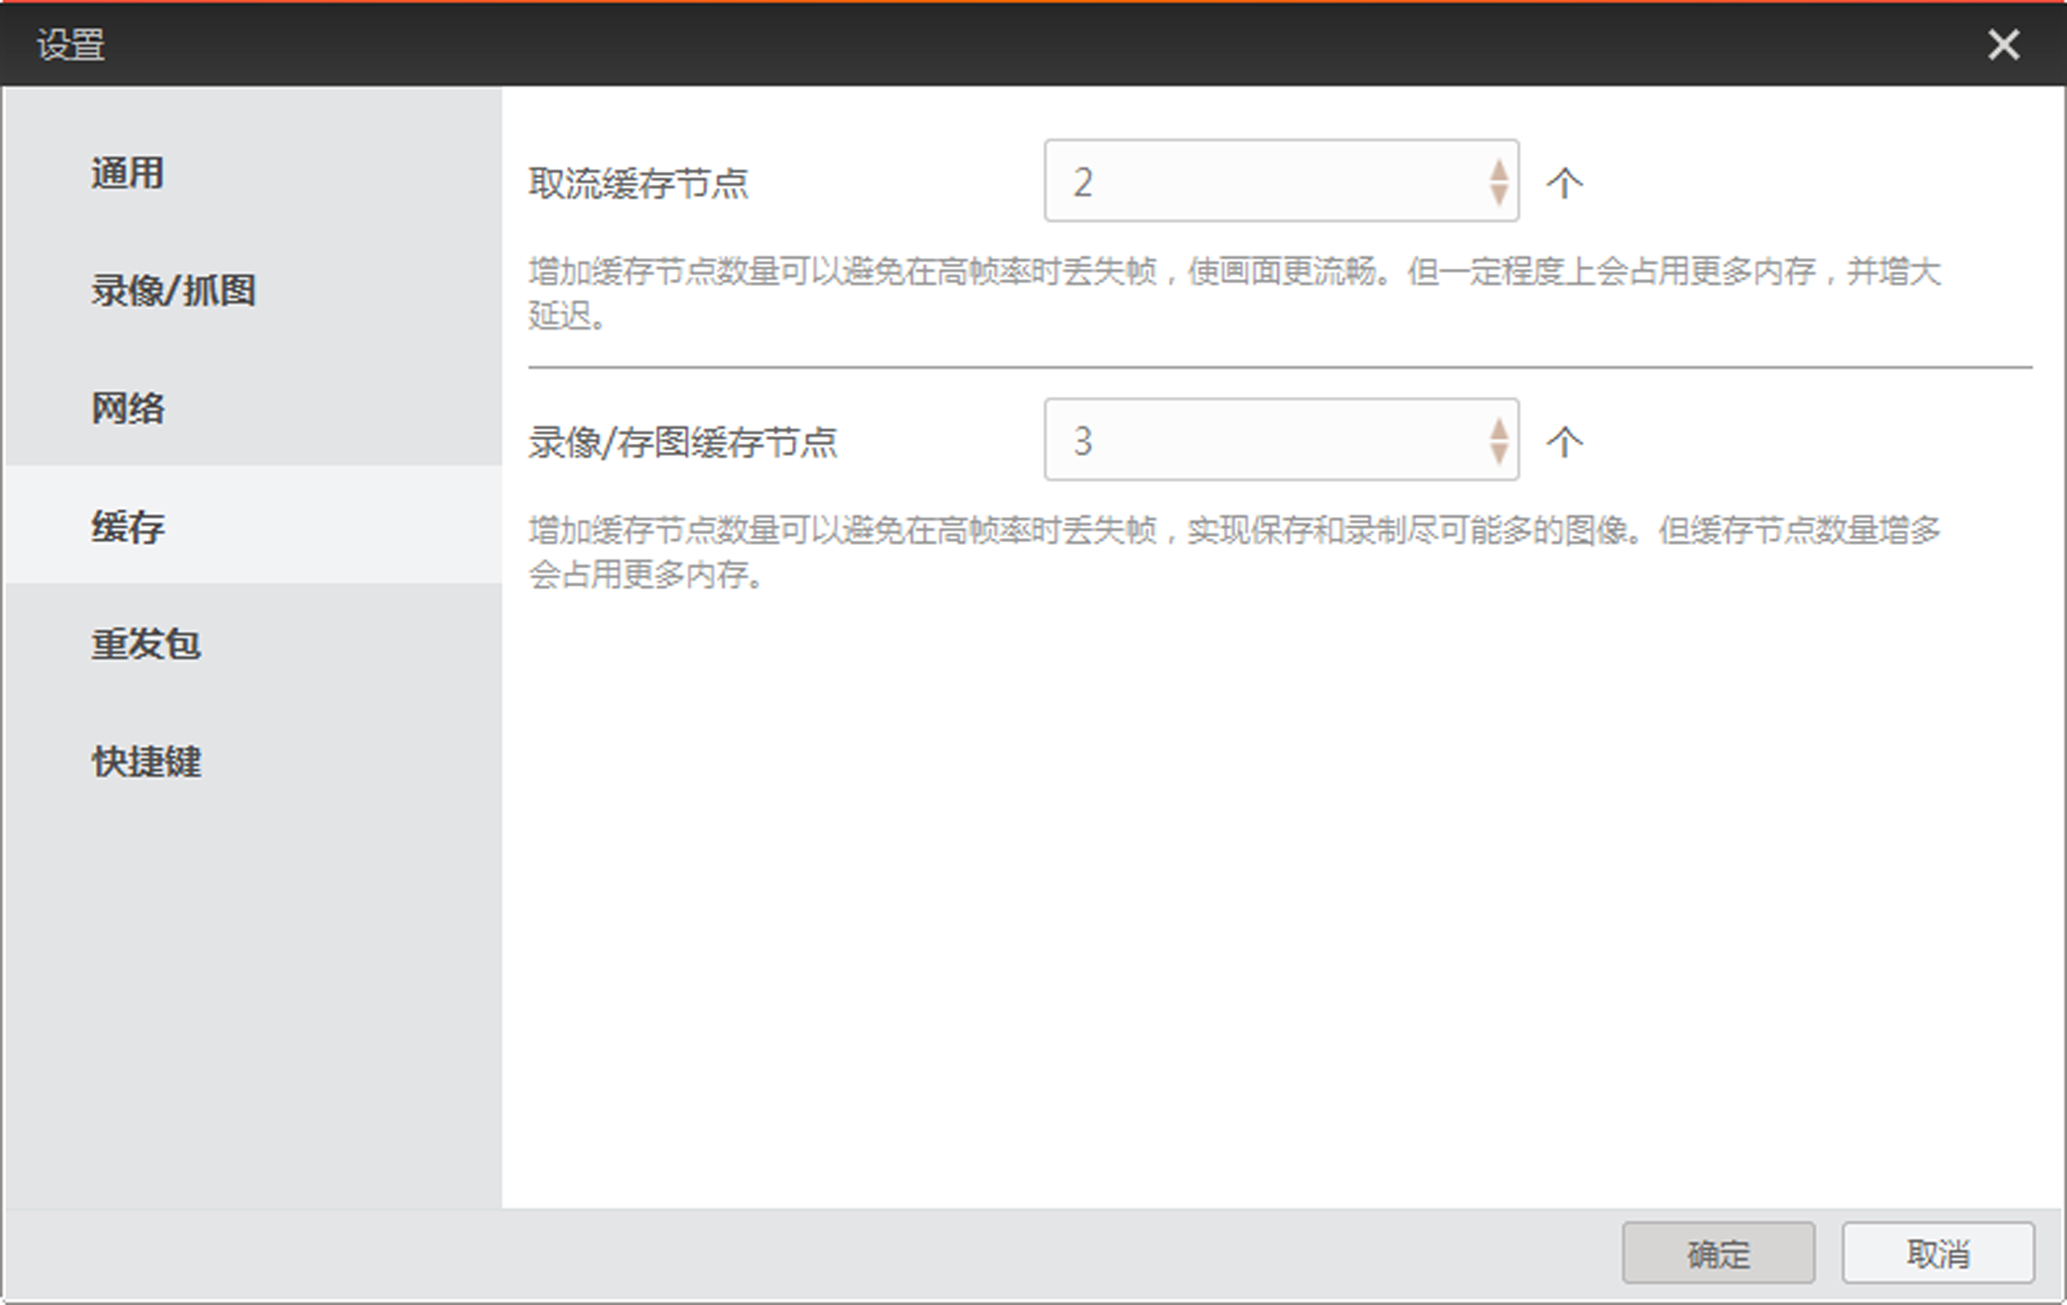 设置
通用
录像/抓图
网络
缓存
重发包
快捷键
取流缓存节点 2 个
增加缓存节点数量可以避免在高帧率时丢失帧，使画面更流畅。但一定程度上会占用更多内存，并增大
延迟。
录像/存图缓存节点 3 个
增加缓存节点数量可以避免在高帧率时丢失帧，实现保存和录制尽可能多的图像。但缓存节点数量增多
会占用更多内存。
确定 取消